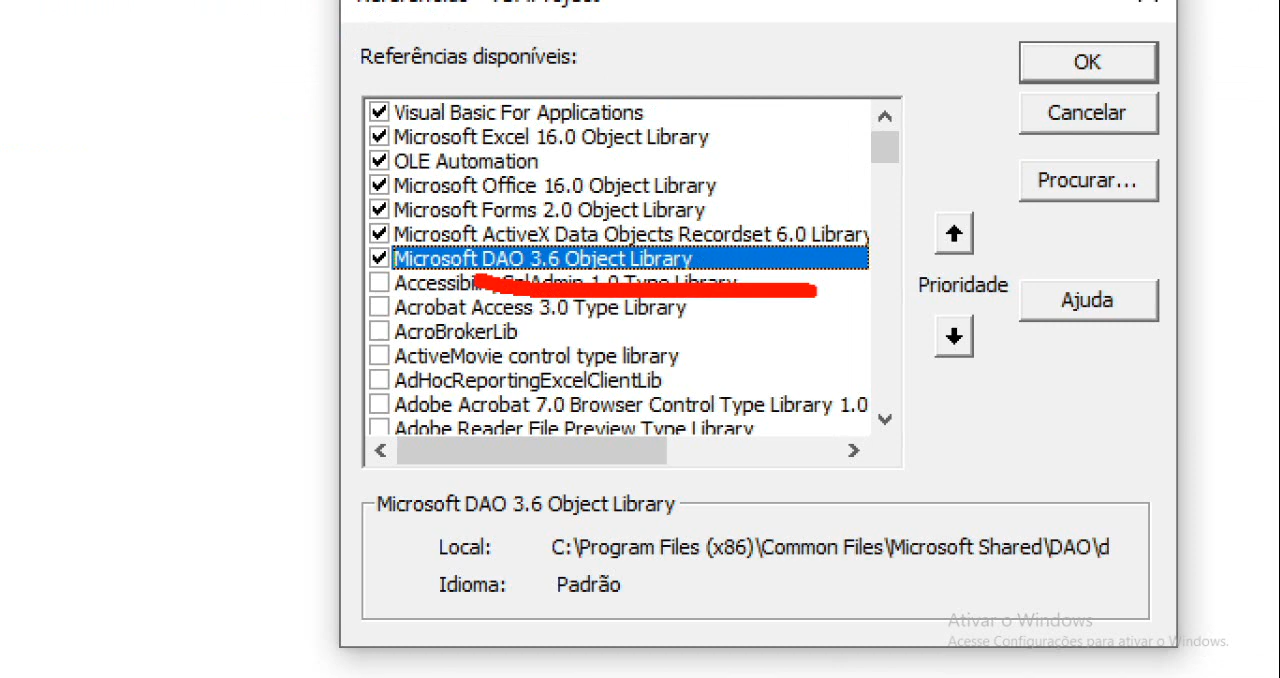 Referências disponíveis:
OK
Visual Basic For Applications
Microsoft Excel 16.0 Object Library
OLE Automation
Microsoft Office 16.0 Object Library
Microsoft Forms 2.0 Object Library
Microsoft ActiveX Data Objects Recordset 6.0 Library
Microsoft DAO 3.6 Object Library
Type Library
Acrobat Access 3.0 Type Library
AcroBrokerLib
ActiveMovie control type library
AdHocReportingExcelClientLib
Adobe Acrobat 7.0 Browser Control Type Library 1.0
Adobe Reader File Preview Type Library
Cancelar
Procurar...
Prioridade
Ajuda
Microsoft DAO 3.6 Object Library
Local: C:\Program Files (x86)\Common Files\Microsoft Shared\DAO\d
Idioma: Padrão
Ativar o Windows
Acesse Configurações para ativar o Windows.